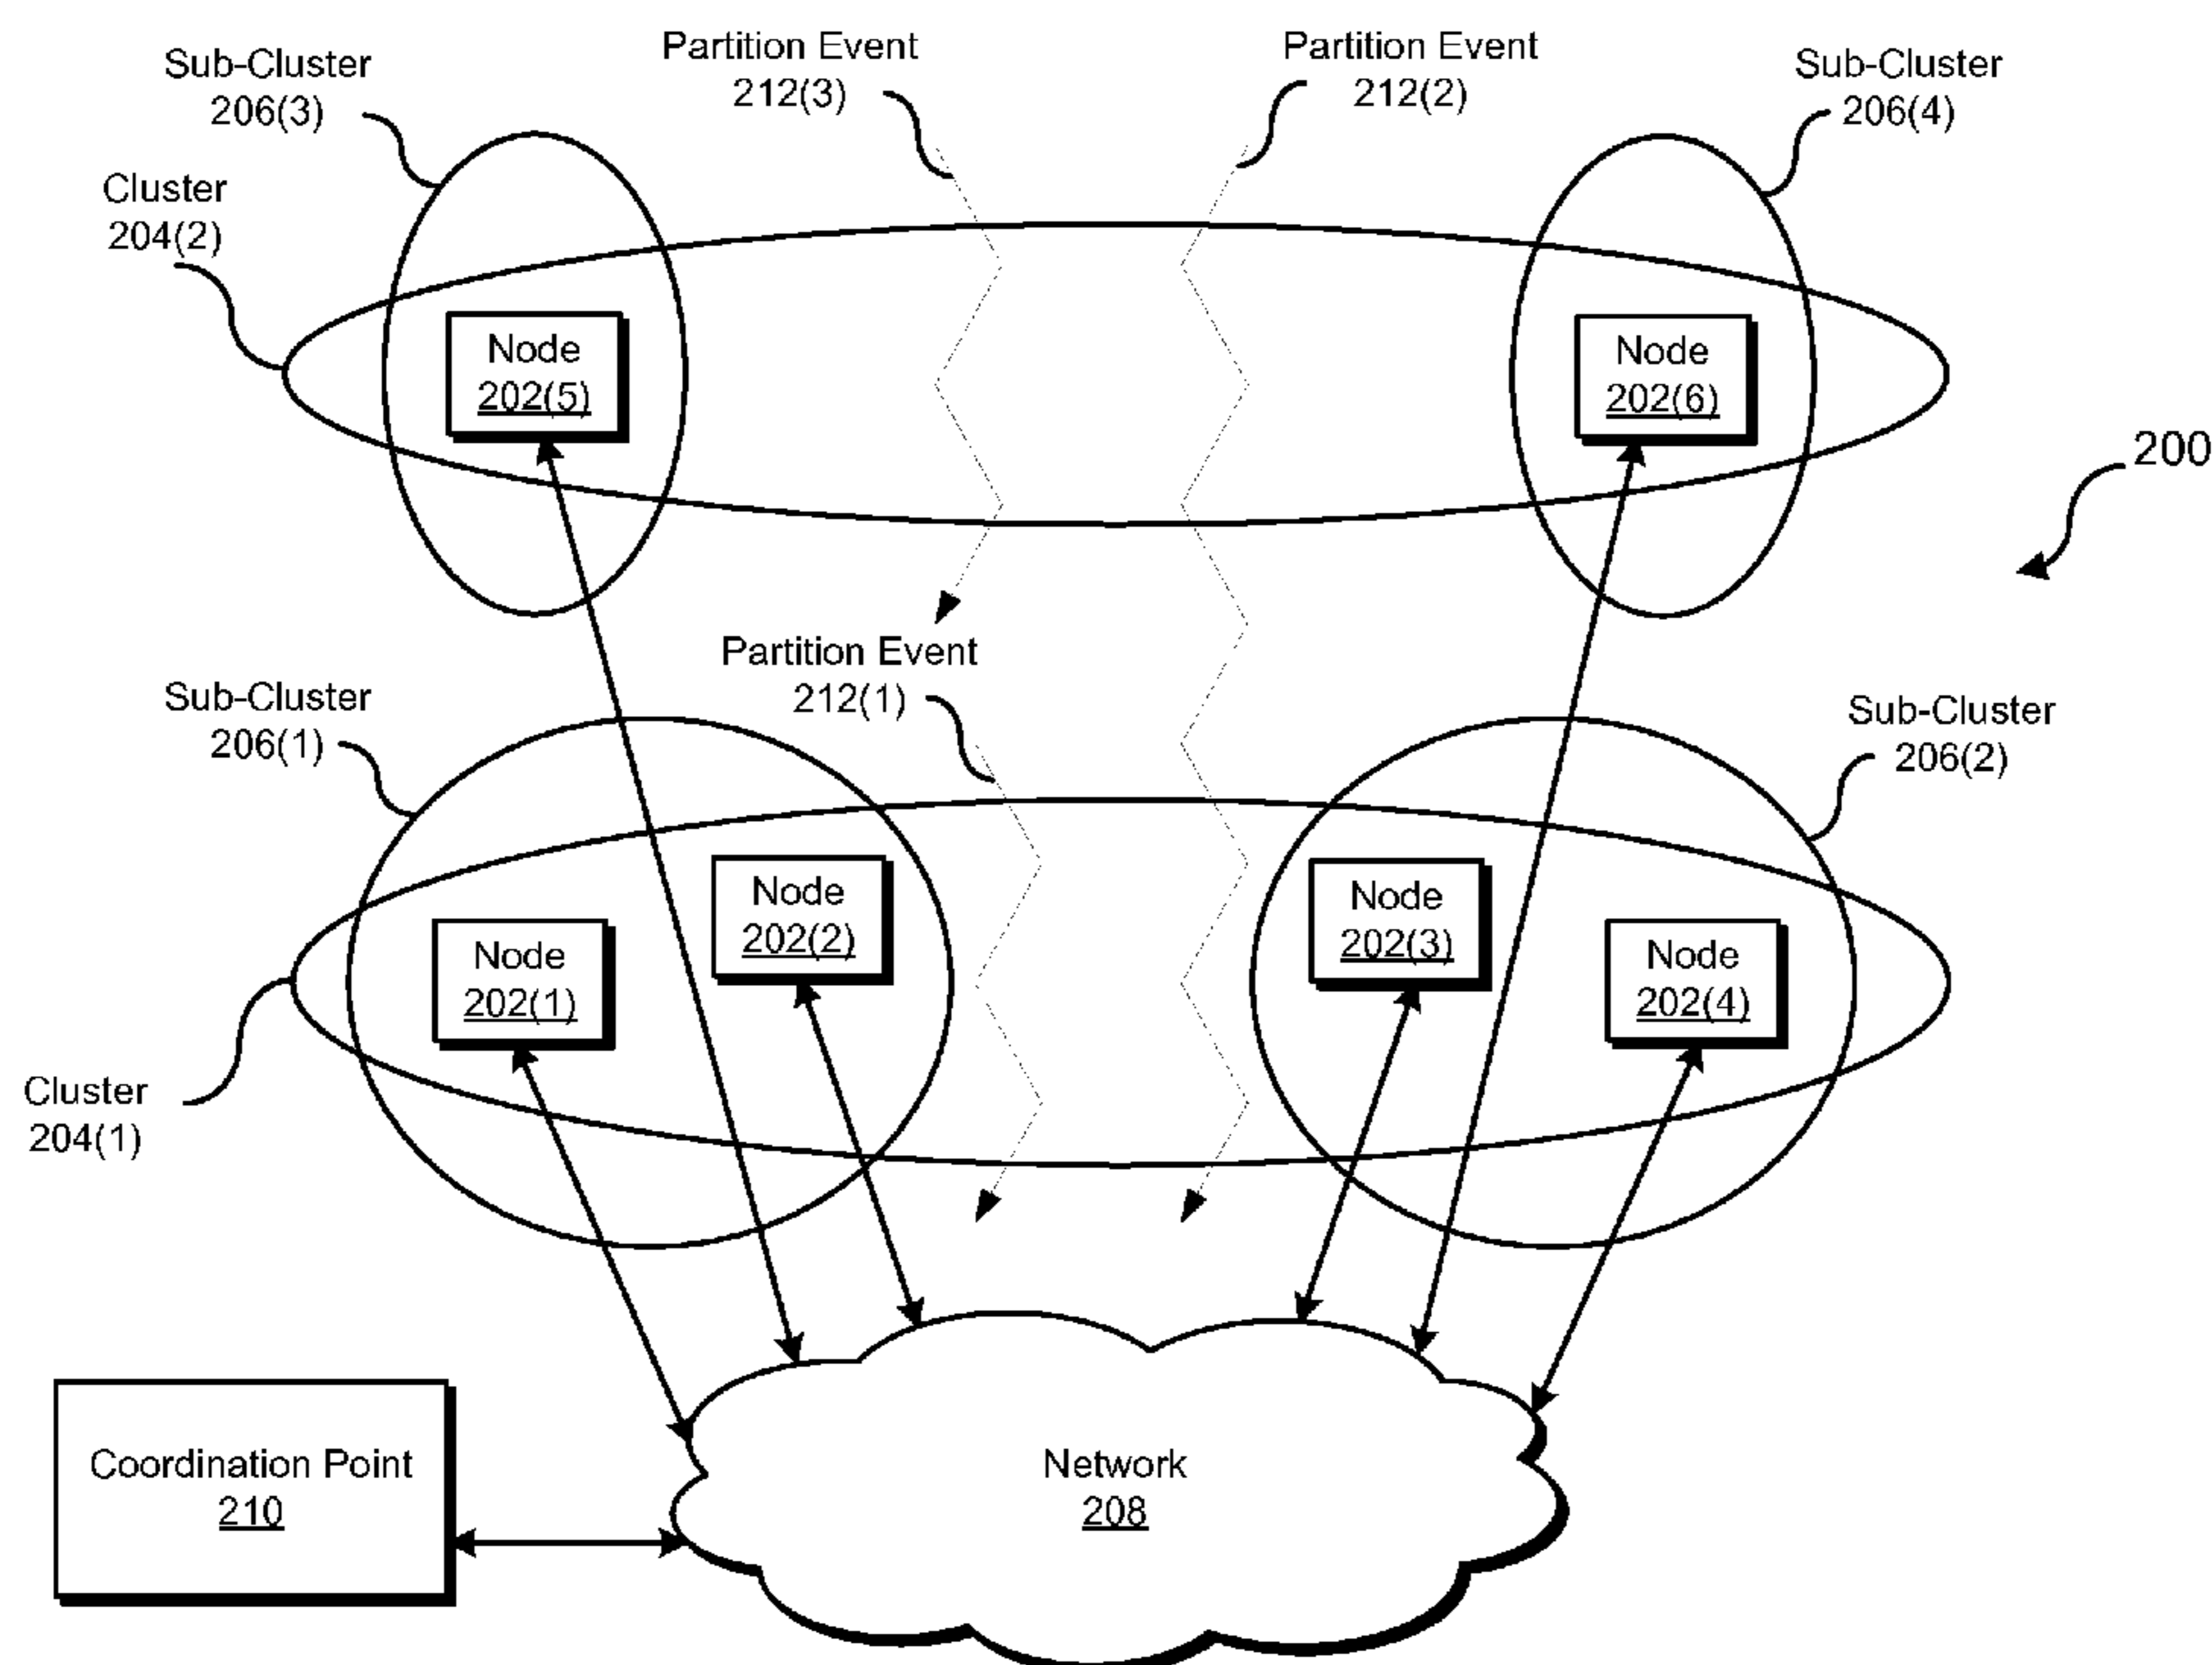 Partition Event
212(3)
Partition Event
212(2)
Sub-Cluster
206(3)
Sub-Cluster
206(4)
Cluster
204(2)
Node
202(5)
Node
202(6)
200
Partition Event
212(1)
Sub-Cluster
206(1)
Sub-Cluster
206(2)
Node
202(1)
Node
202(2)
Node
202(3)
Node
202(4)
Cluster
204(1)
Coordination Point
210
Network
208